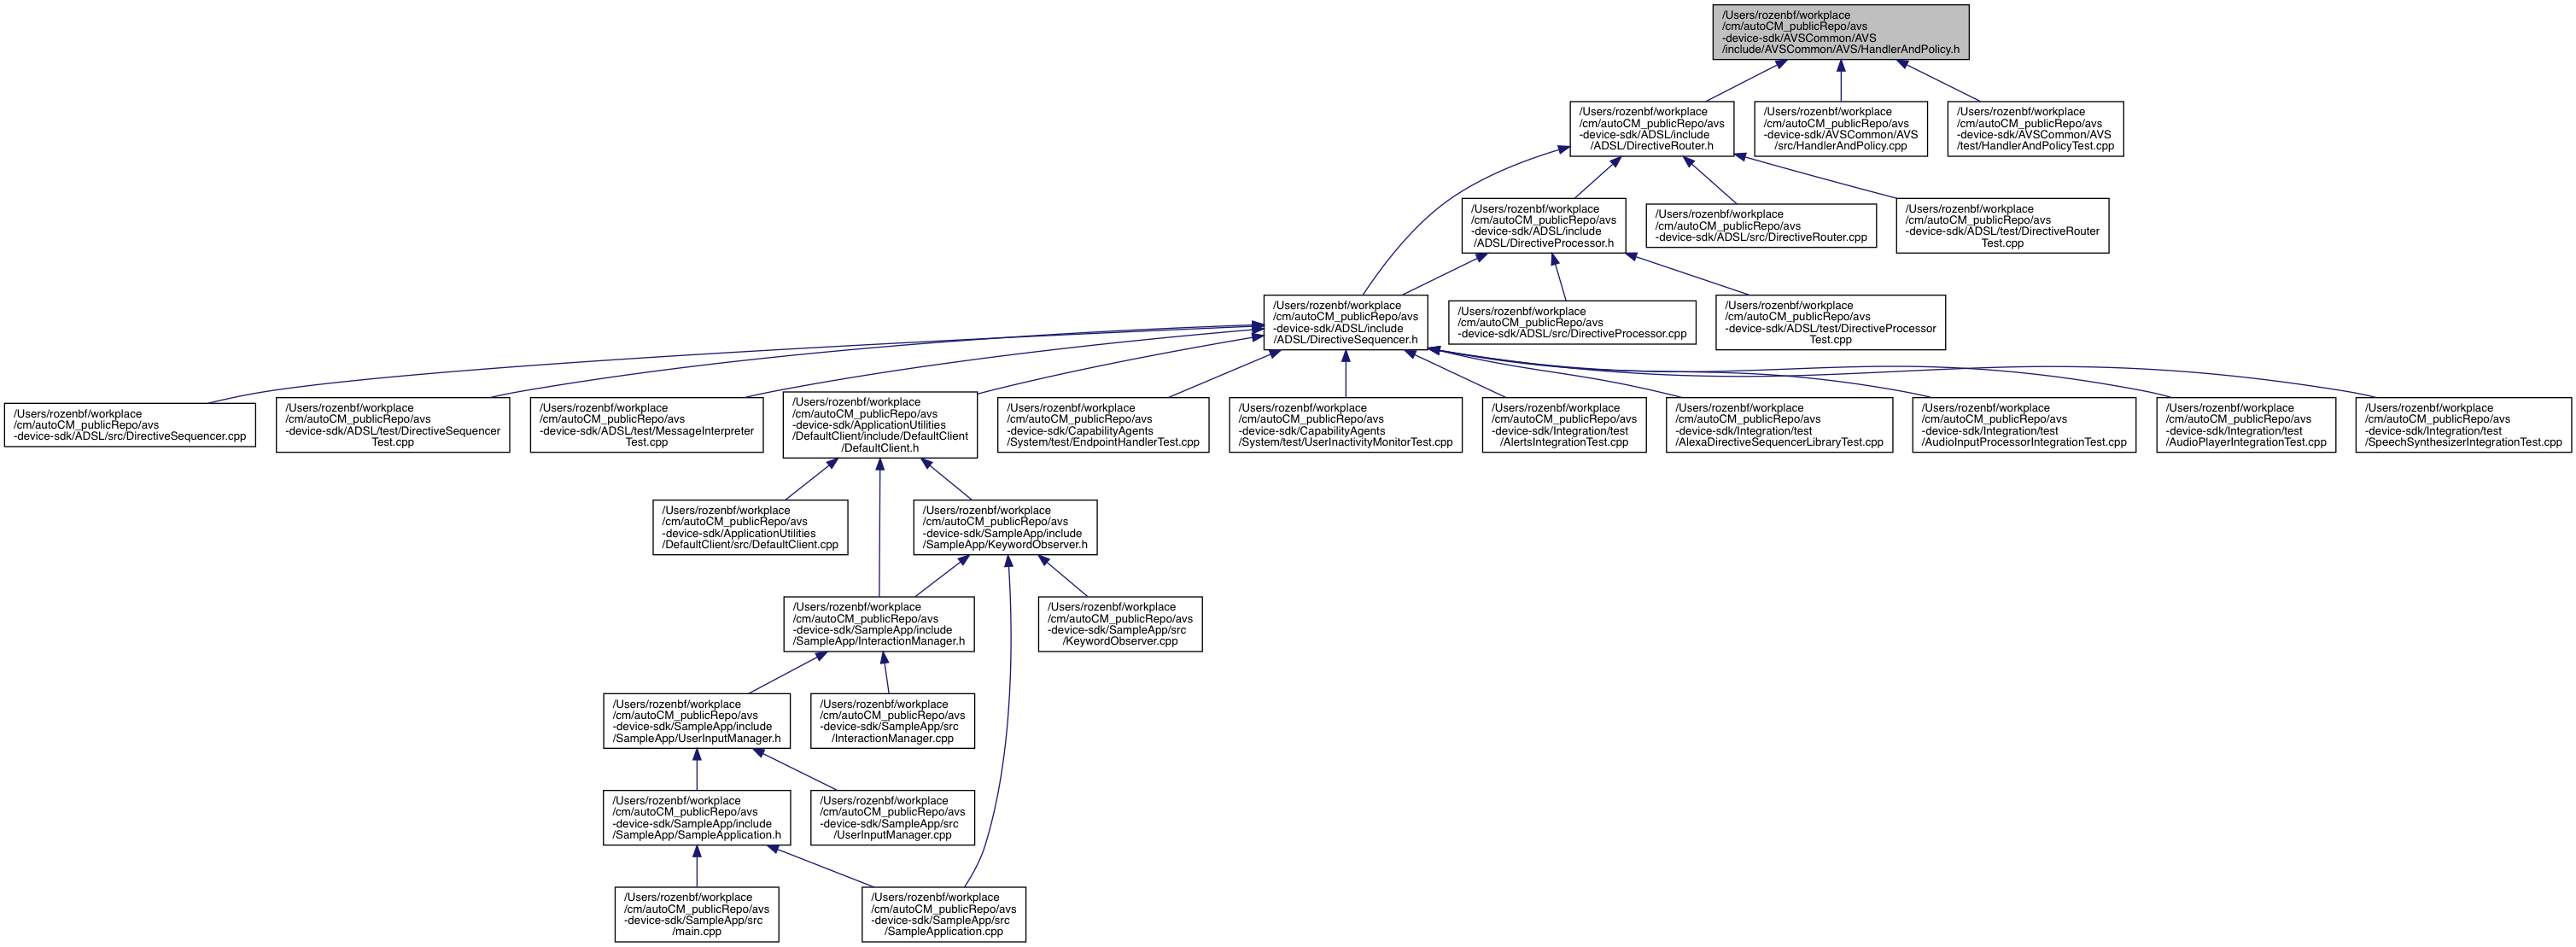 /Users/rozenbf/workplace
/cm/autoCM_publicRepo/avs
-device-sdk/AVSCommon/AVS
/include/AVSCommon/AVS/HandlerAndPolicy.h
/Users/rozenbf/workplace
/cm/autoCM_publicRepo/avs
-device-sdk/ADSL/include
/ADSL/DirectiveRouter.h
/Users/rozenbf/workplace
/cm/autoCM_publicRepo/avs
-device-sdk/AVSCommon/AVS
/src/HandlerAndPolicy.cpp
/Users/rozenbf/workplace
/cm/autoCM_publicRepo/avs
-device-sdk/AVSCommon/AVS
/test/HandlerAndPolicyTest.cpp
/Users/rozenbf/workplace
/cm/autoCM_publicRepo/avs
-device-sdk/ADSL/include
/ADSL/DirectiveProcessor.h
/Users/rozenbf/workplace
/cm/autoCM_publicRepo/avs
-device-sdk/ADSL/src/DirectiveRouter.cpp
/Users/rozenbf/workplace
/cm/autoCM_publicRepo/avs
-device-sdk/ADSL/test/DirectiveRouter
Test.cpp
/Users/rozenbf/workplace
/cm/autoCM_publicRepo/avs
-device-sdk/ADSL/include
/ADSL/DirectiveSequencer.h
/Users/rozenbf/workplace
/cm/autoCM_publicRepo/avs
-device-sdk/ADSL/src/DirectiveProcessor.cpp
/Users/rozenbf/workplace
/cm/autoCM_publicRepo/avs
-device-sdk/ADSL/test/DirectiveProcessor
Test.cpp
/Users/rozenbf/workplace
/cm/autoCM_publicRepo/avs
-device-sdk/ADSL/src/DirectiveSequencer.cpp
/Users/rozenbf/workplace
/cm/autoCM_publicRepo/avs
-device-sdk/ADSL/test/DirectiveSequencer
Test.cpp
/Users/rozenbf/workplace
/cm/autoCM_publicRepo/avs
-device-sdk/ADSL/test/MessageInterpreter
Test.cpp
/Users/rozenbf/workplace
/cm/autoCM_publicRepo/avs
-device-sdk/ApplicationUtilities
/DefaultClient/include/DefaultClient
/DefaultClient.h
/Users/rozenbf/workplace
/cm/autoCM_publicRepo/avs
-device-sdk/CapabilityAgents
/System/test/EndpointHandlerTest.cpp
/Users/rozenbf/workplace
/cm/autoCM_publicRepo/avs
-device-sdk/CapabilityAgents
/System/test/UserInactivityMonitorTest.cpp
/Users/rozenbf/workplace
/cm/autoCM_publicRepo/avs
-device-sdk/Integration/test
/AlertsIntegrationTest.cpp
/Users/rozenbf/workplace
/cm/autoCM_publicRepo/avs
-device-sdk/Integration/test
/AlexaDirectiveSequencerLibraryTest.cpp
/Users/rozenbf/workplace
/cm/autoCM_publicRepo/avs
-device-sdk/Integration/test
/AudioInputProcessorIntegrationTest.cpp
/Users/rozenbf/workplace
/cm/autoCM_publicRepo/avs
-device-sdk/Integration/test
/AudioPlayerIntegrationTest.cpp
/Users/rozenbf/workplace
/cm/autoCM_publicRepo/avs
-device-sdk/Integration/test
/SpeechSynthesizerIntegrationTest.cpp
/Users/rozenbf/workplace
/cm/autoCM_publicRepo/avs
-device-sdk/ApplicationUtilities
/DefaultClient/src/DefaultClient.cpp
/Users/rozenbf/workplace
/cm/autoCM_publicRepo/avs
-device-sdk/SampleApp/include
/SampleApp/KeywordObserver.h
/Users/rozenbf/workplace
/cm/autoCM_publicRepo/avs
-device-sdk/SampleApp/include
/SampleApp/InteractionManager.h
/Users/rozenbf/workplace
/cm/autoCM_publicRepo/avs
-device-sdk/SampleApp/src
/KeywordObserver.cpp
/Users/rozenbf/workplace
/cm/autoCM_publicRepo/avs
-device-sdk/SampleApp/include
/SampleApp/UserInputManager.h
/Users/rozenbf/workplace
/cm/autoCM_publicRepo/avs
-device-sdk/SampleApp/src
/InteractionManager.cpp
/Users/rozenbf/workplace
/cm/autoCM_publicRepo/avs
-device-sdk/SampleApp/include
/SampleApp/SampleApplication.h
/Users/rozenbf/workplace
/cm/autoCM_publicRepo/avs
-device-sdk/SampleApp/src
/UserInputManager.cpp
/Users/rozenbf/workplace
/cm/autoCM_publicRepo/avs
-device-sdk/SampleApp/src
/main.cpp
/Users/rozenbf/workplace
/cm/autoCM_publicRepo/avs
-device-sdk/SampleApp/src
/SampleApplication.cpp